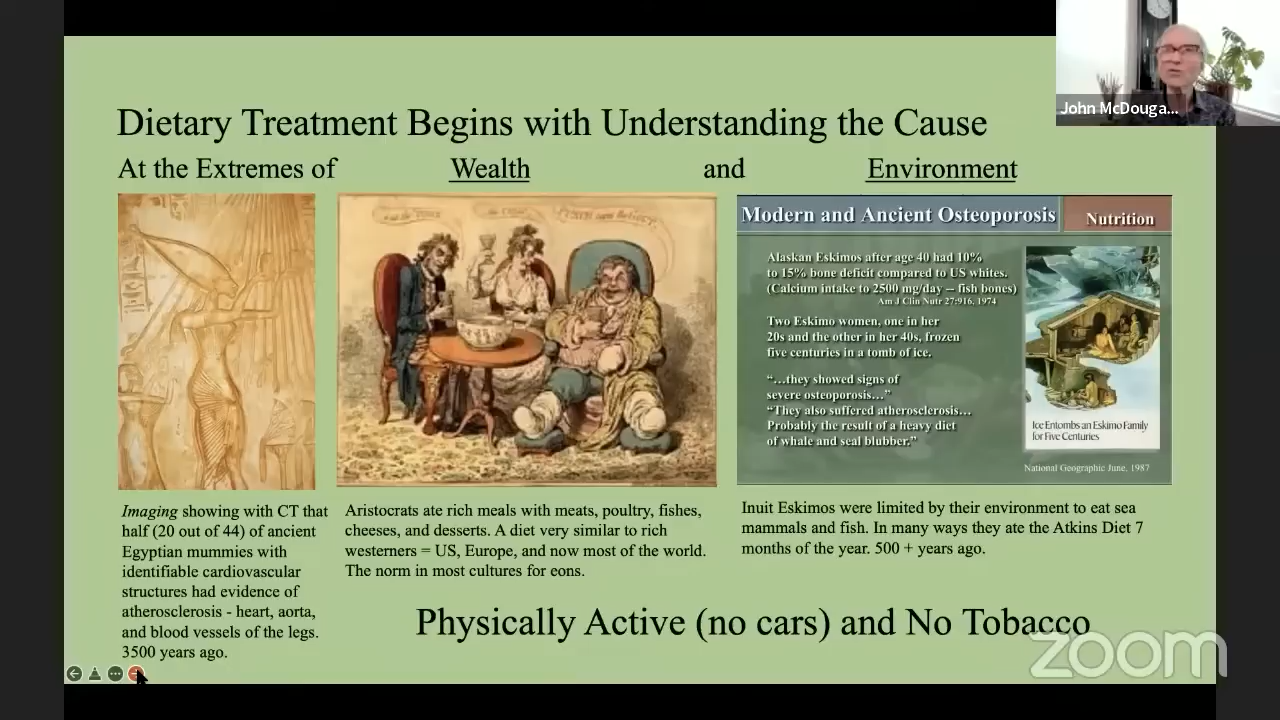 John McDouga...
Dietary Treatment Begins with Understanding the Cause
At the Extremes of Wealth and Environment
Imaging showing with CT that
half (20 out of 44) of ancient
Egyptian mummies with
identifiable cardiovascular
structures had evidence of
atherosclerosis - heart, aorta,
and blood vessels of the legs.
3500 years ago.
Aristocrats ate rich meals with meats, poultry, fishes,
cheeses, and desserts. A diet very similar to rich
westerners = US, Europe, and now most of the world.
The norm in most cultures for eons.
Modern and Ancient Osteoporosis
Nutrition
Alaskan Eskimos after age 40 had 10%
to 15% bone deficit compared to US whites.
(Calcium intake to 2500 mg/day – fish bones)
Am J Clin Nutr 27:916, 1974
Two Eskimo women, one in her
20s and the other in her 40s, frozen
five centuries in a tomb of ice.
“…they showed signs of
severe osteoporosis…”
“They also suffered atherosclerosis…
Probably the result of a heavy diet
of whale and seal blubber.”
Ice Entombs an Eskimo Family
for Five Centuries
National Geographic June, 1987
Inuit Eskimos were limited by their environment to eat sea
mammals and fish. In many ways they ate the Atkins Diet 7
months of the year. 500 + years ago.
Physically Active (no cars) and No Tobacco
zoom